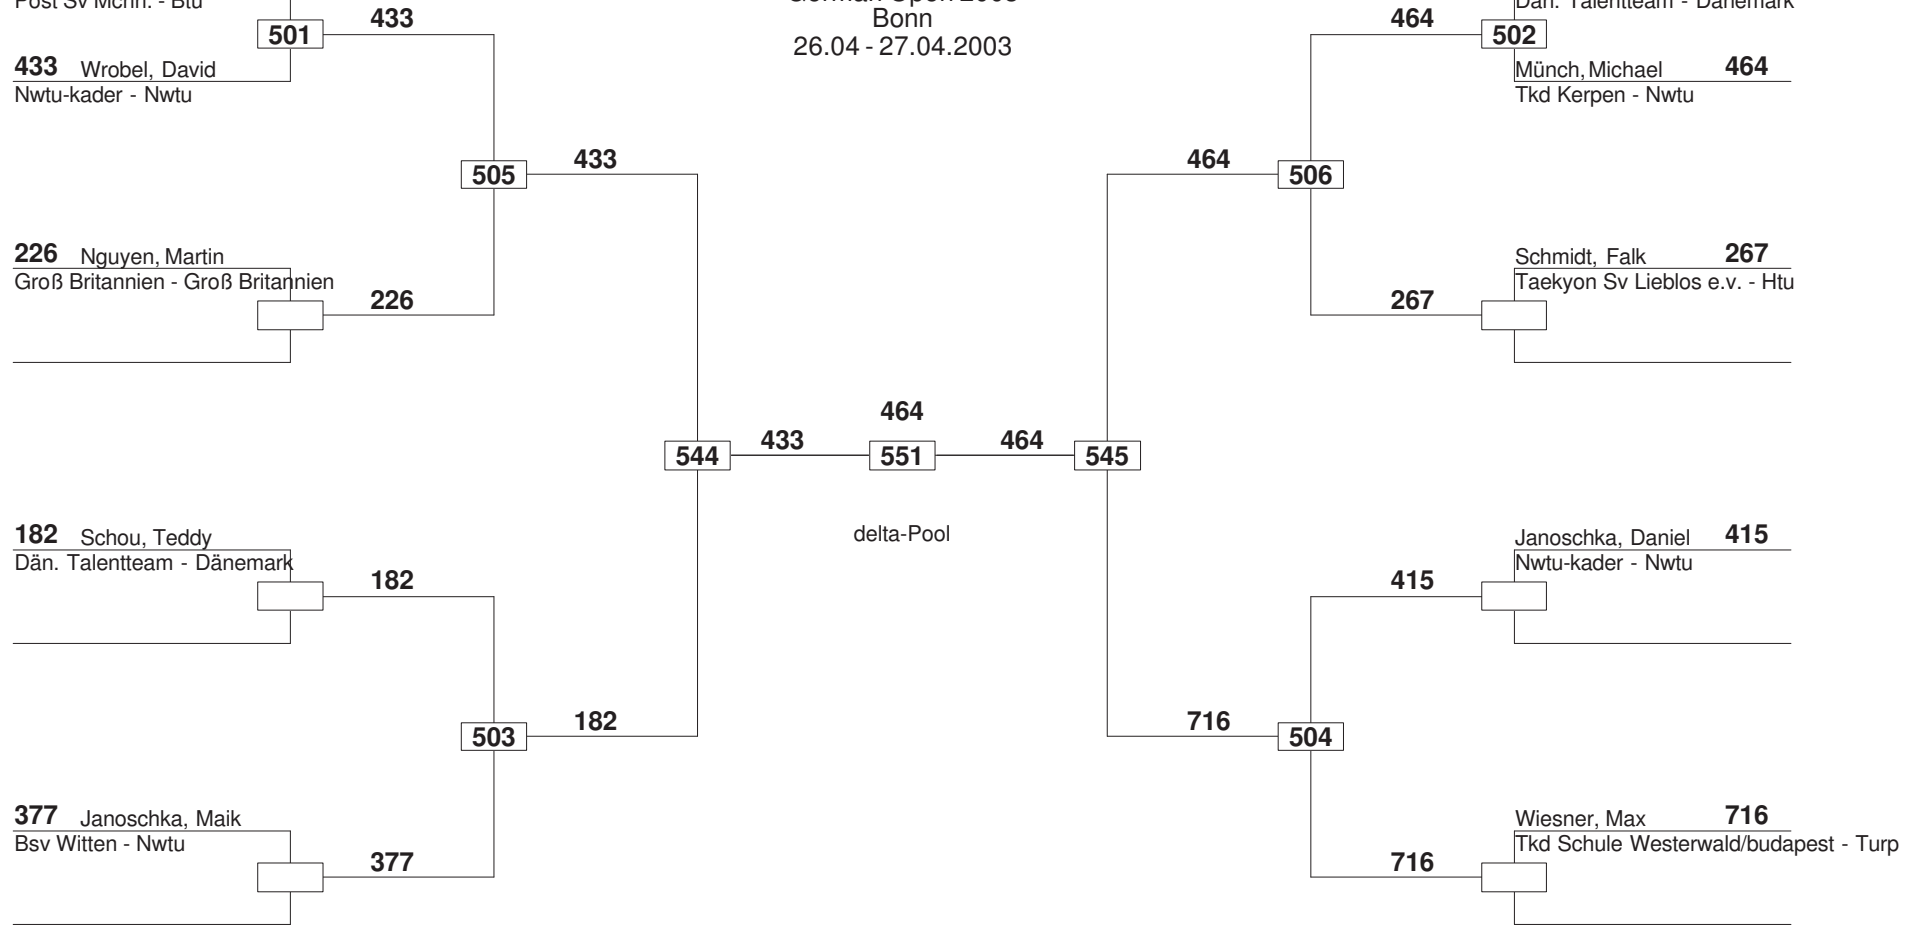 Post Sv Mchn. - Btu
501
433
433 Wrobel, David
Nwtu-kader - Nwtu
505
433
226 Nguyen, Martin
Groß Britannien - Groß Britannien
226
182 Schou, Teddy
Dän. Talentteam - Dänemark
182
503
182
377 Janoschka, Maik
Bsv Witten - Nwtu
377
German Open 2003
Bonn
26.04 - 27.04.2003
544
433
464
551
464
545
delta-Pool
Dän. Talentteam - Dänemark
464
502
Münch, Michael 464
Tkd Kerpen - Nwtu
464
506
Schmidt, Falk 267
Taekyon Sv Lieblos e.v. - Htu
267
Janoschka, Daniel 415
Nwtu-kader - Nwtu
415
716
504
Wiesner, Max 716
Tkd Schule Westerwald/budapest - Turp
716